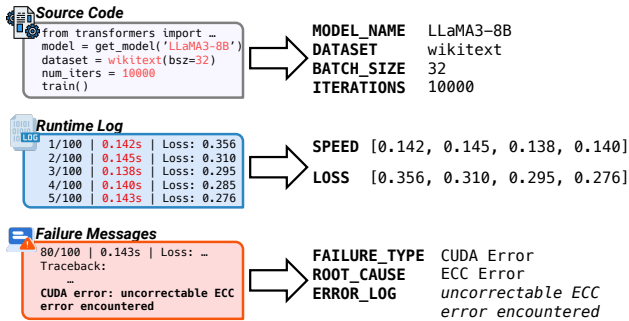 Source Code
from transformers import …
model = get_model('LLaMA3-8B')
dataset = wikitext(bsz=32)
num_iters = 10000
train()
MODEL_NAME LLaMA3-8B
DATASET wikitext
BATCH_SIZE 32
ITERATIONS 10000
Runtime Log
LOG
1/100 | 0.142s | Loss: 0.356
2/100 | 0.145s | Loss: 0.310
3/100 | 0.138s | Loss: 0.295
4/100 | 0.140s | Loss: 0.285
5/100 | 0.143s | Loss: 0.276
SPEED [0.142, 0.145, 0.138, 0.140]
LOSS [0.356, 0.310, 0.295, 0.276]
Failure Messages
80/100 | 0.143s | Loss: …
Traceback:
…
CUDA error: uncorrectable ECC
error encountered
FAILURE_TYPE CUDA Error
ROOT_CAUSE ECC Error
ERROR_LOG uncorrectable ECC
error encountered